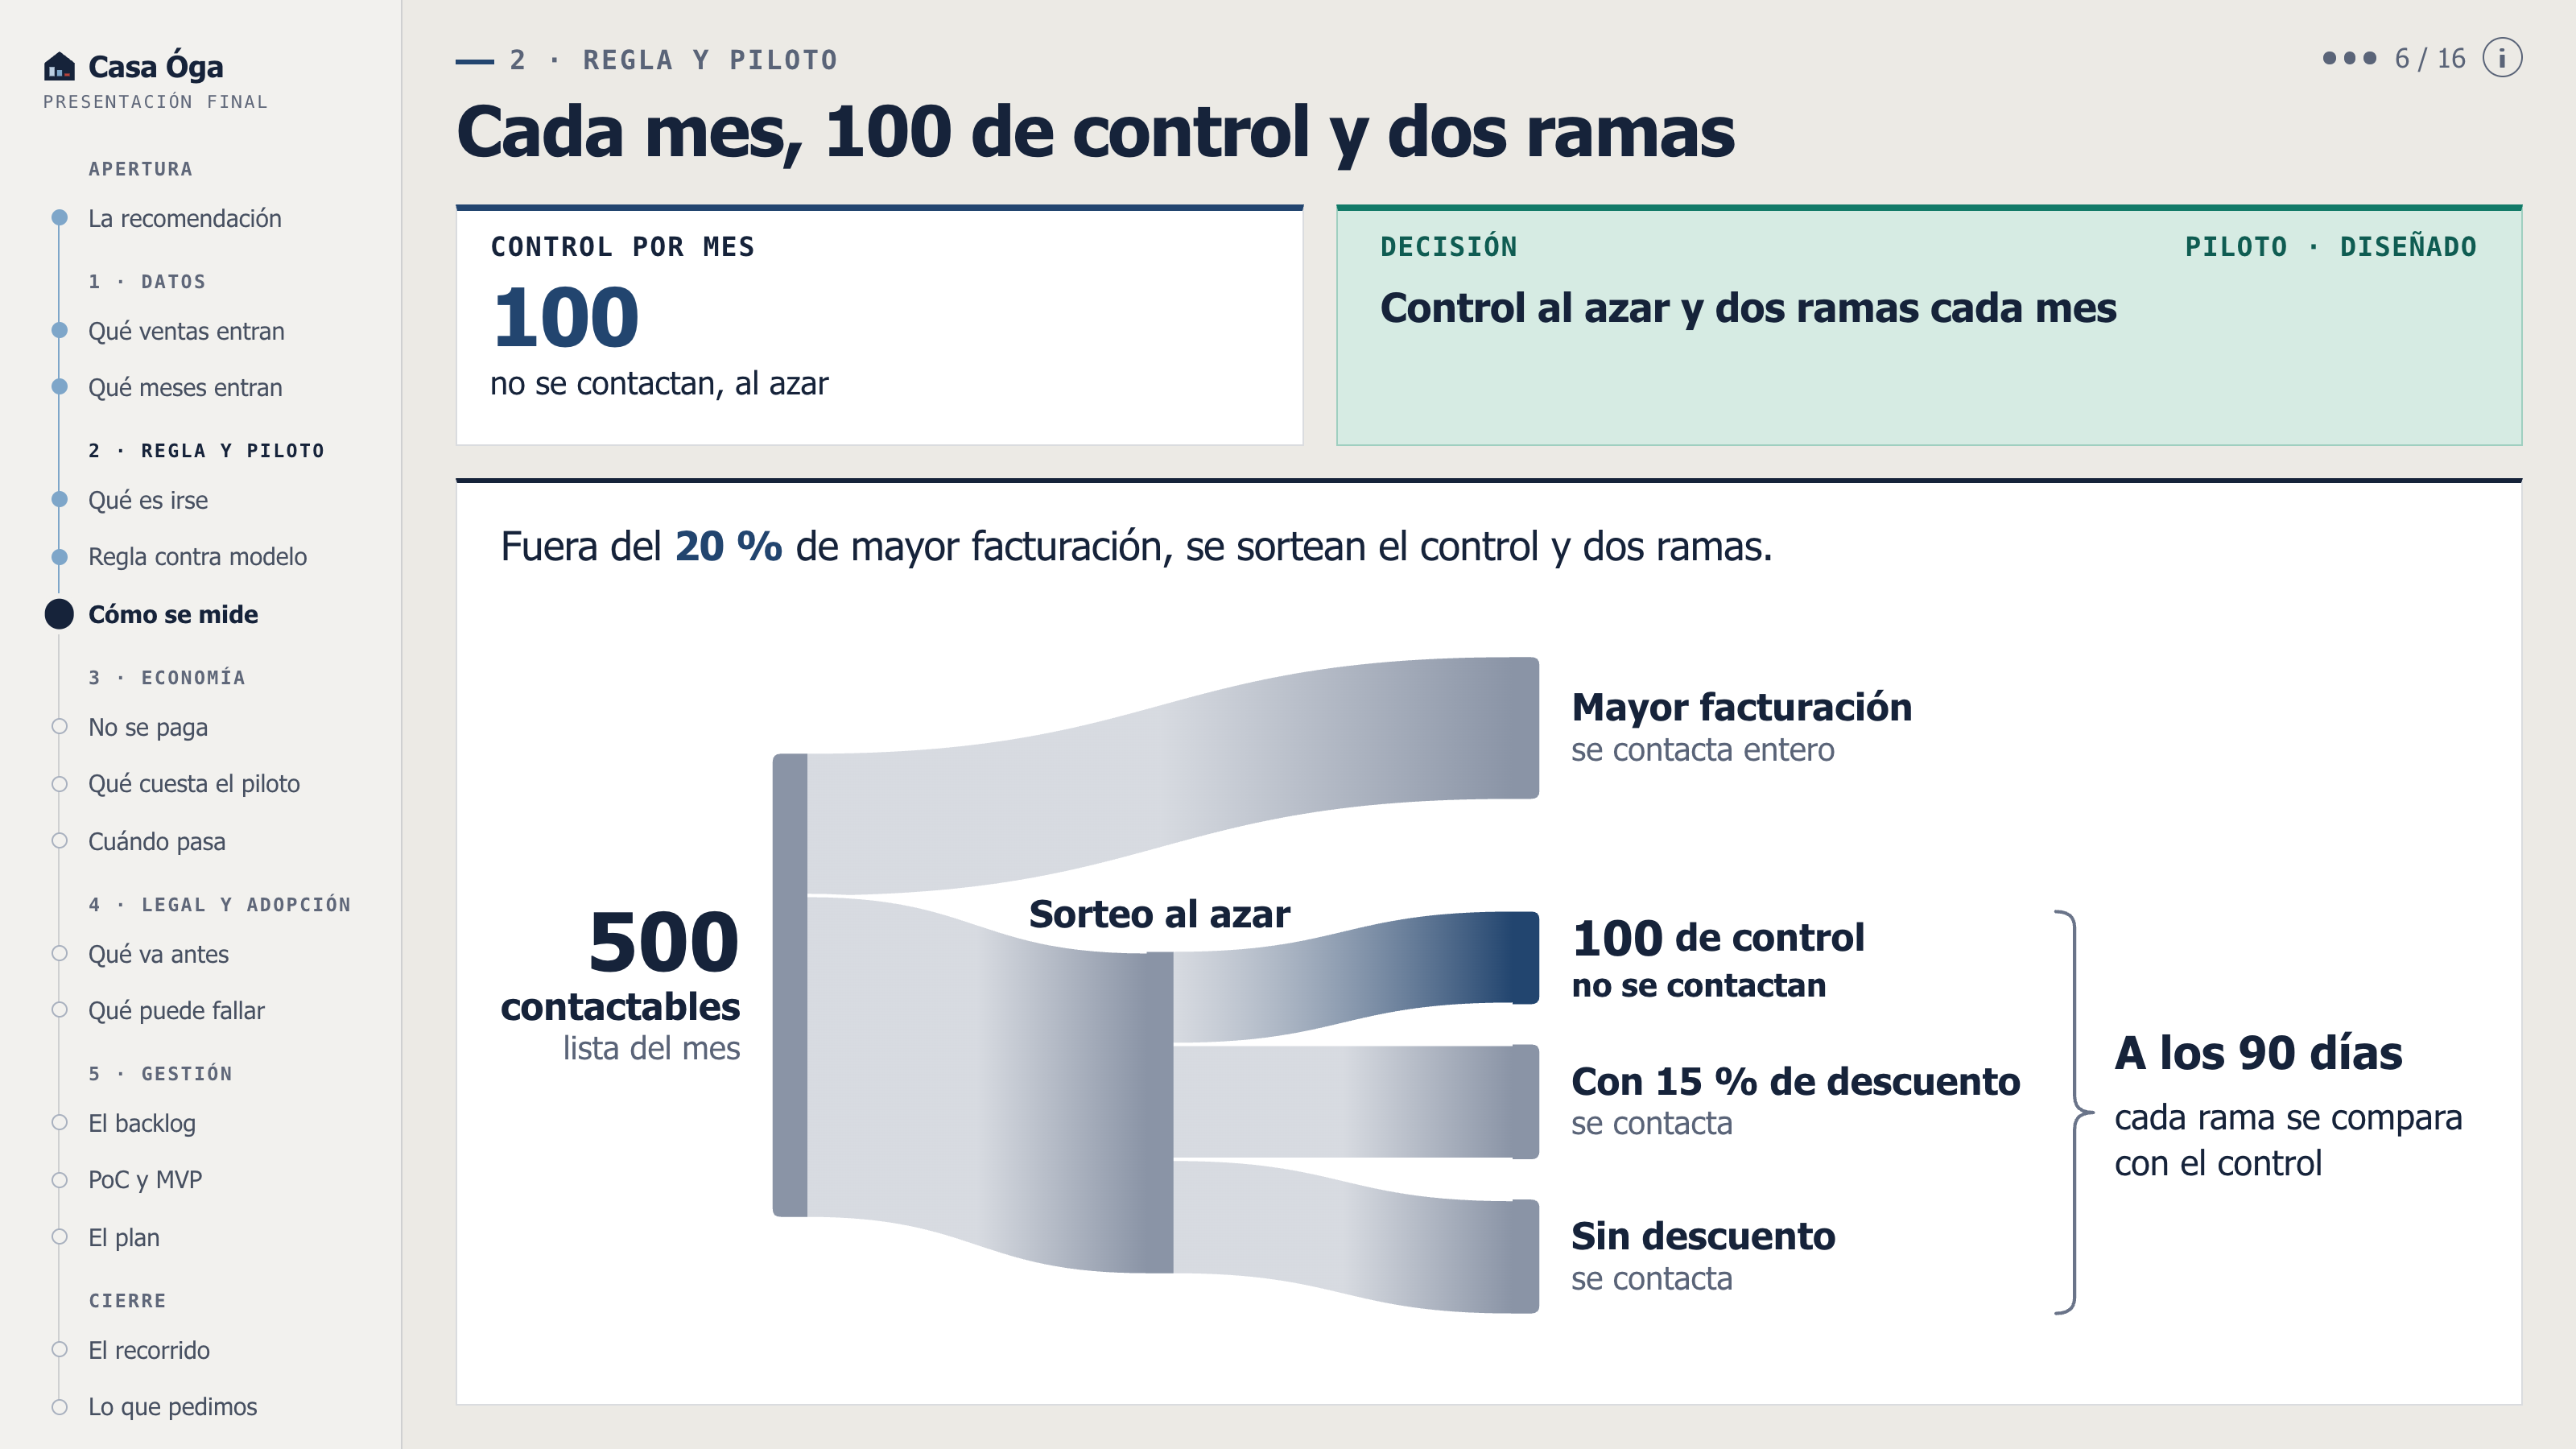 Casa Óga
PRESENTACIÓN FINAL
APERTURA
La recomendación
1 · DATOS
Qué ventas entran
Qué meses entran
2 · REGLA Y PILOTO
Qué es irse
Regla contra modelo
Cómo se mide
3 · ECONOMÍA
No se paga
Qué cuesta el piloto
Cuándo pasa
4 · LEGAL Y ADOPCIÓN
Qué va antes
Qué puede fallar
5 · GESTIÓN
El backlog
PoC y MVP
El plan
CIERRE
El recorrido
Lo que pedimos
2 · REGLA Y PILOTO
6 / 16
i
Cada mes, 100 de control y dos ramas
CONTROL POR MES
100
no se contactan, al azar
DECISIÓN
PILOTO · DISEÑADO
Control al azar y dos ramas cada mes
Fuera del 20 % de mayor facturación, se sortean el control y dos ramas.
500
contactables
lista del mes
Sorteo al azar
Mayor facturación
se contacta entero
100 de control
no se contactan
Con 15 % de descuento
se contacta
Sin descuento
se contacta
A los 90 días
cada rama se compara
con el control